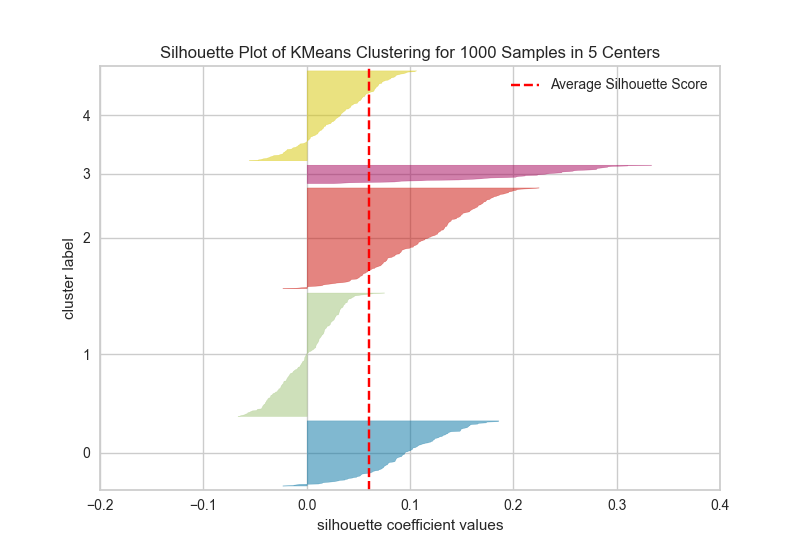 Silhouette Plot of KMeans Clustering for 1000 Samples in 5 Centers
Average Silhouette Score
4
3
2
1
0
cluster label
−0.2 −0.1 0.0 0.1 0.2 0.3 0.4
silhouette coefficient values